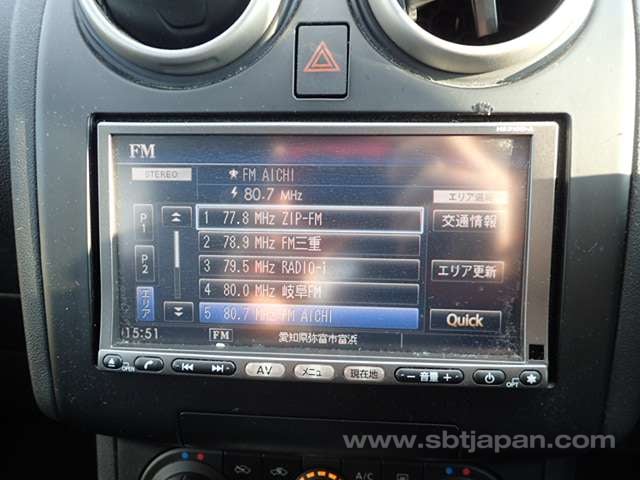 FM
STEREO
★FM AICHI
80.7 MHz
エリア選局
P1
1 77.8 MHz ZIP-FM
交通情報
2 78.9 MHz FM三重
P2
3 79.5 MHz RADIO-i
エリア更新
4 80.0 MHz 岐阜FM
エリア
5 80.7 MHz FM AICHI
Quick
15:51
FM
愛知県弥富市富浜
OPEN
AV
メニュー
現在地
- 音量 +
OPT
www.sbtjapan.com
A/C